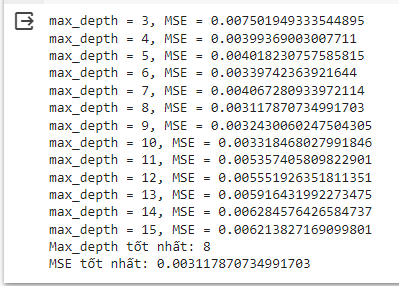 max_depth = 3, MSE = 0.007501949333544895
max_depth = 4, MSE = 0.00399369003007711
max_depth = 5, MSE = 0.004018230757585815
max_depth = 6, MSE = 0.00339742363921644
max_depth = 7, MSE = 0.004067280933972114
max_depth = 8, MSE = 0.003117870734991703
max_depth = 9, MSE = 0.0032430060247504305
max_depth = 10, MSE = 0.003318468027991846
max_depth = 11, MSE = 0.005357405809822901
max_depth = 12, MSE = 0.005551926351811351
max_depth = 13, MSE = 0.005916431992273475
max_depth = 14, MSE = 0.006284576426584737
max_depth = 15, MSE = 0.006213827169099801
Max_depth tốt nhất: 8
MSE tốt nhất: 0.003117870734991703